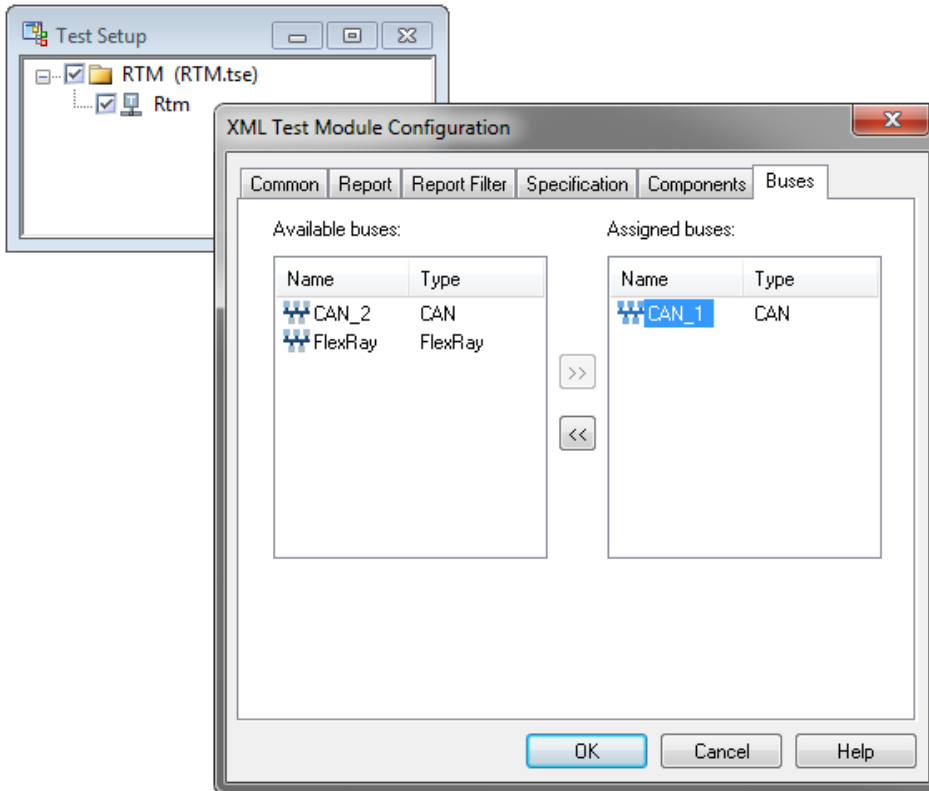 Test Setup
RTM (RTM.tse)
Rtm
XML Test Module Configuration
Common Report Report Filter Specification Components Buses
Available buses: Assigned buses:
Name Type Name Type
CAN_2 CAN CAN_1 CAN
FlexRay FlexRay
>>
<<
OK Cancel Help